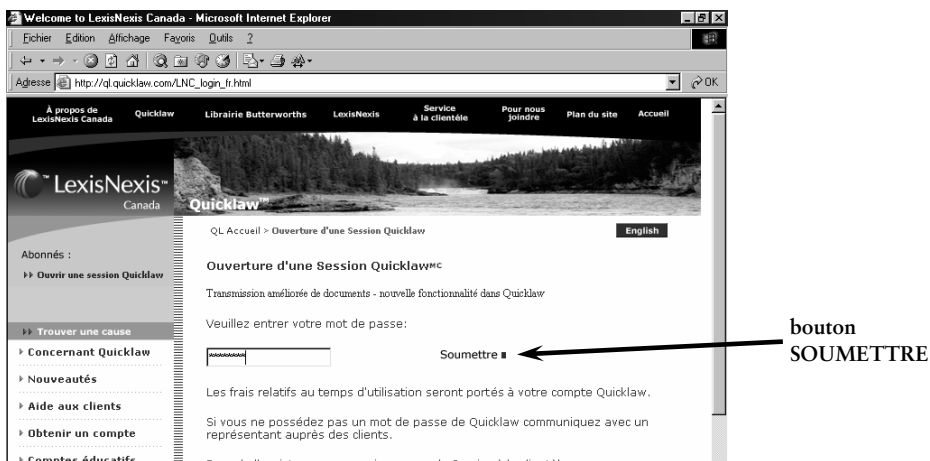 Welcome to LexisNexis Canada - Microsoft Internet Explorer
Fichier Edition Affichage Favoris Outils ?
Adresse http://ql.quicklaw.com/LNC_login_fr.html OK
À propos de LexisNexis Canada Quicklaw Librairie Butterworths LexisNexis Service à la clientèle Pour nous joindre Plan du site Accueil
LexisNexis™
Canada
Quicklaw™
QL Accueil > Ouverture d'une Session Quicklaw English
Abonnés :
Ouvrir une session Quicklaw
Trouver une cause
Concernant Quicklaw
Nouveautés
Aide aux clients
Obtenir un compte
Comptes éducatifs
Ouverture d'une Session Quicklawᴹᶜ
Transmission améliorée de documents - nouvelle fonctionnalité dans Quicklaw
Veuillez entrer votre mot de passe:
*********
Soumettre
Les frais relatifs au temps d'utilisation seront portés à votre compte Quicklaw.
Si vous ne possédez pas un mot de passe de Quicklaw communiquez avec un
représentant auprès des clients.
bouton
SOUMETTRE